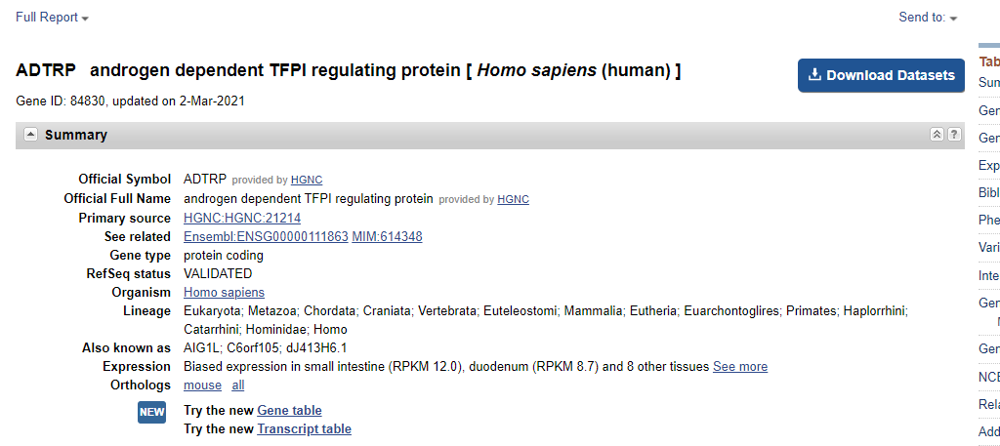 Full Report
Send to:
ADTRP androgen dependent TFPI regulating protein [ Homo sapiens (human) ]
Download Datasets
Gene ID: 84830, updated on 2-Mar-2021
Summary
?
Official Symbol ADTRP provided by HGNC
Official Full Name androgen dependent TFPI regulating protein provided by HGNC
Primary source HGNC:HGNC:21214
See related Ensembl:ENSG00000111863 MIM:614348
Gene type protein coding
RefSeq status VALIDATED
Organism Homo sapiens
Lineage Eukaryota; Metazoa; Chordata; Craniata; Vertebrata; Euteleostomi; Mammalia; Eutheria; Euarchontoglires; Primates; Haplorrhini;
Catarrhini; Hominidae; Homo
Also known as AIG1L; C6orf105; dJ413H6.1
Expression Biased expression in small intestine (RPKM 12.0), duodenum (RPKM 8.7) and 8 other tissues See more
Orthologs mouse all
NEW Try the new Gene table
Try the new Transcript table
Tab
Sum
Gen
Gen
Exp
Bibl
Phe
Vari
Inte
Gen
Gen
NCB
Rela
Add